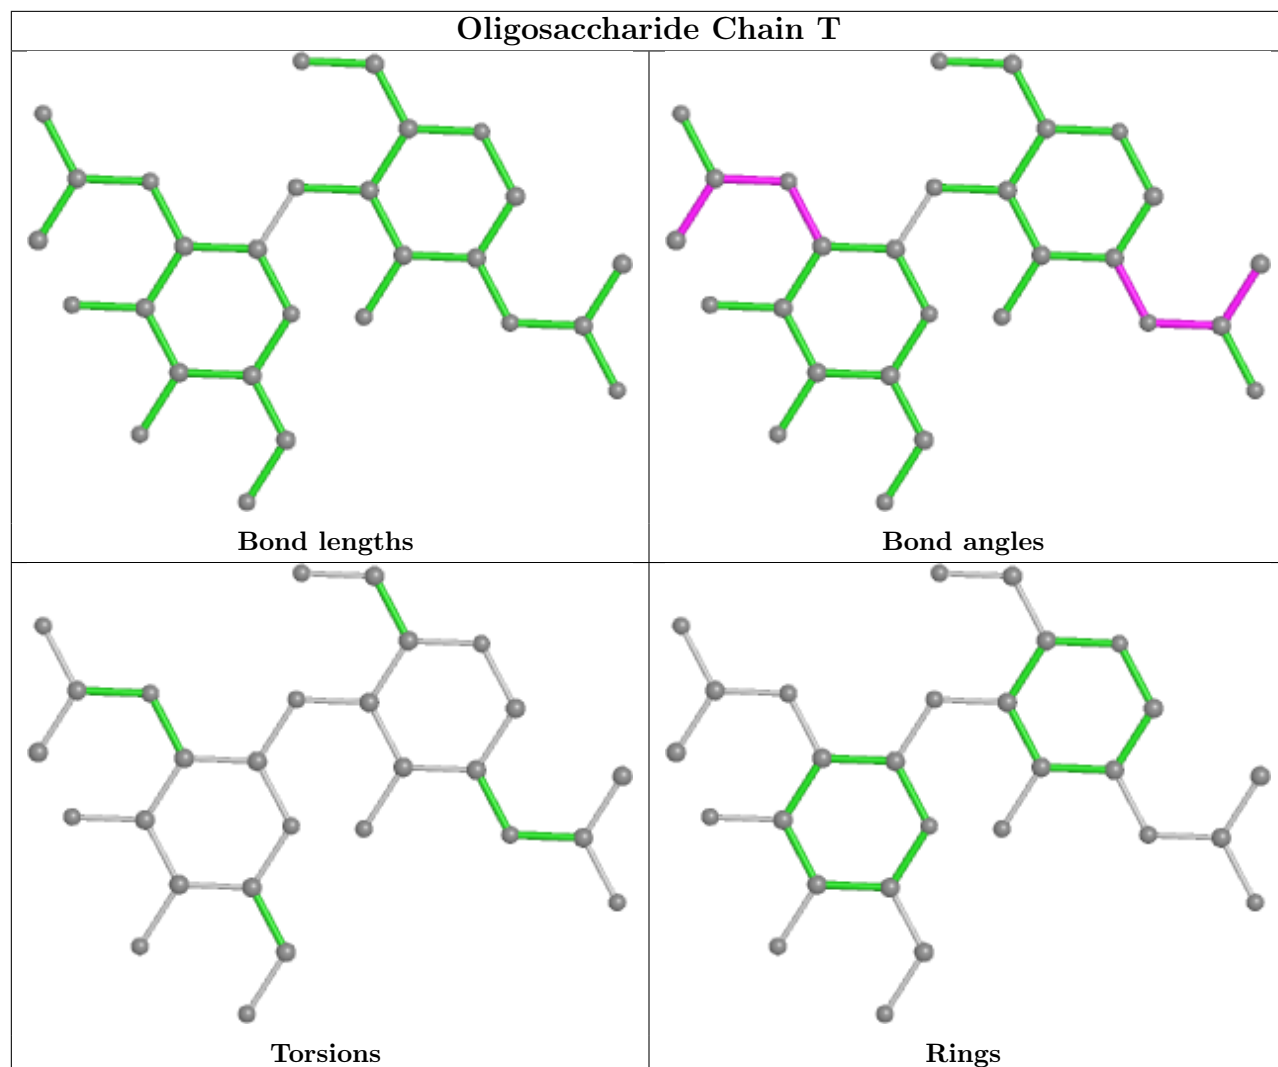 Oligosaccharide Chain T
Bond lengths
Bond angles
Torsions
Rings